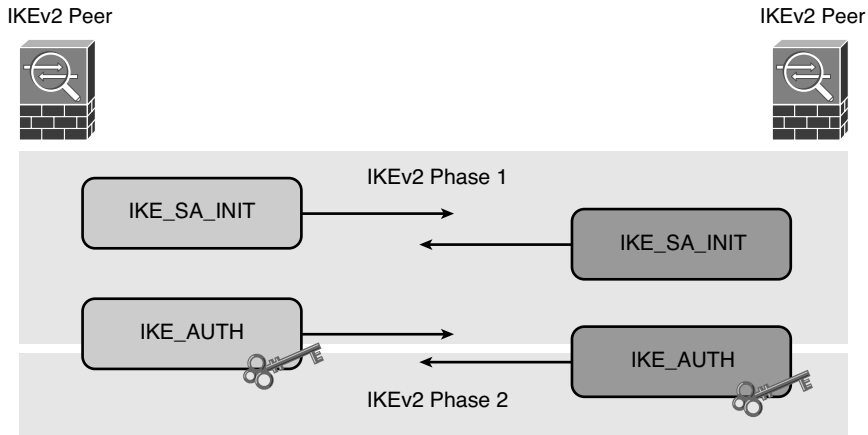 IKEv2 Peer
IKEv2 Peer
IKEv2 Phase 1
IKE_SA_INIT
IKE_SA_INIT
IKE_AUTH
IKE_AUTH
IKEv2 Phase 2